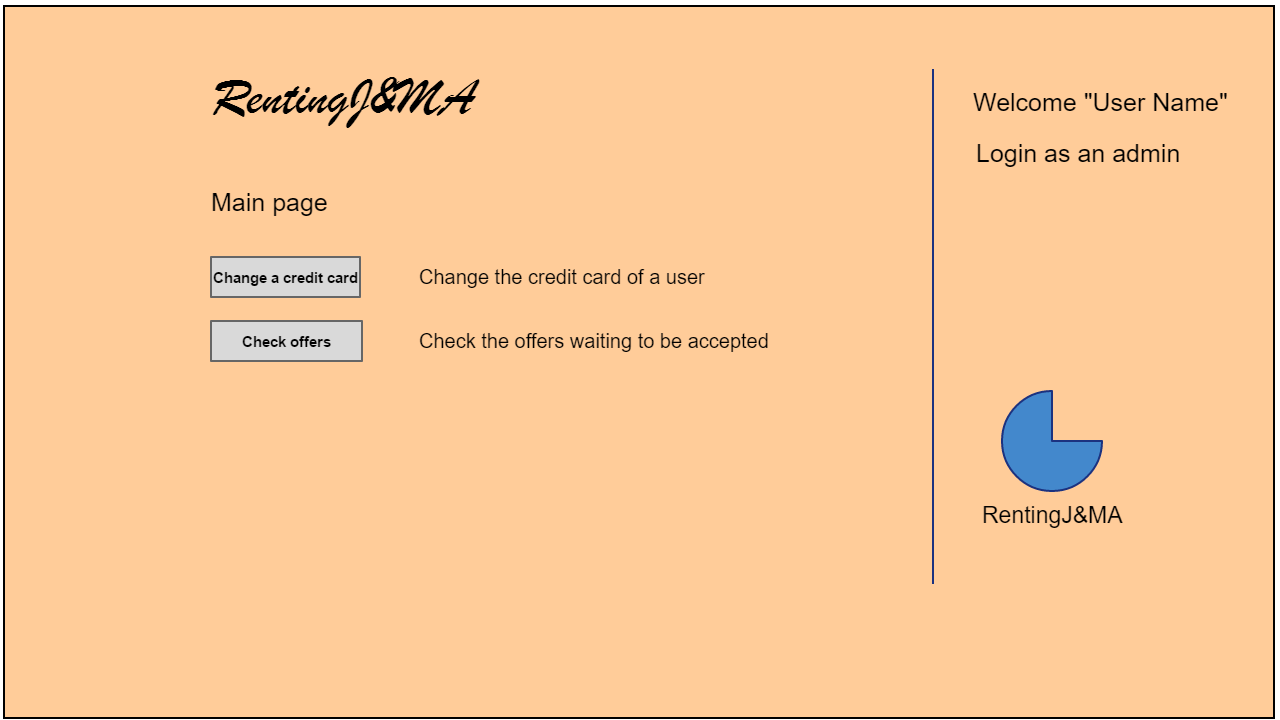 RentingJ&MA
Welcome "User Name"
Login as an admin
Main page
Change a credit card
Change the credit card of a user
Check offers
Check the offers waiting to be accepted
RentingJ&MA